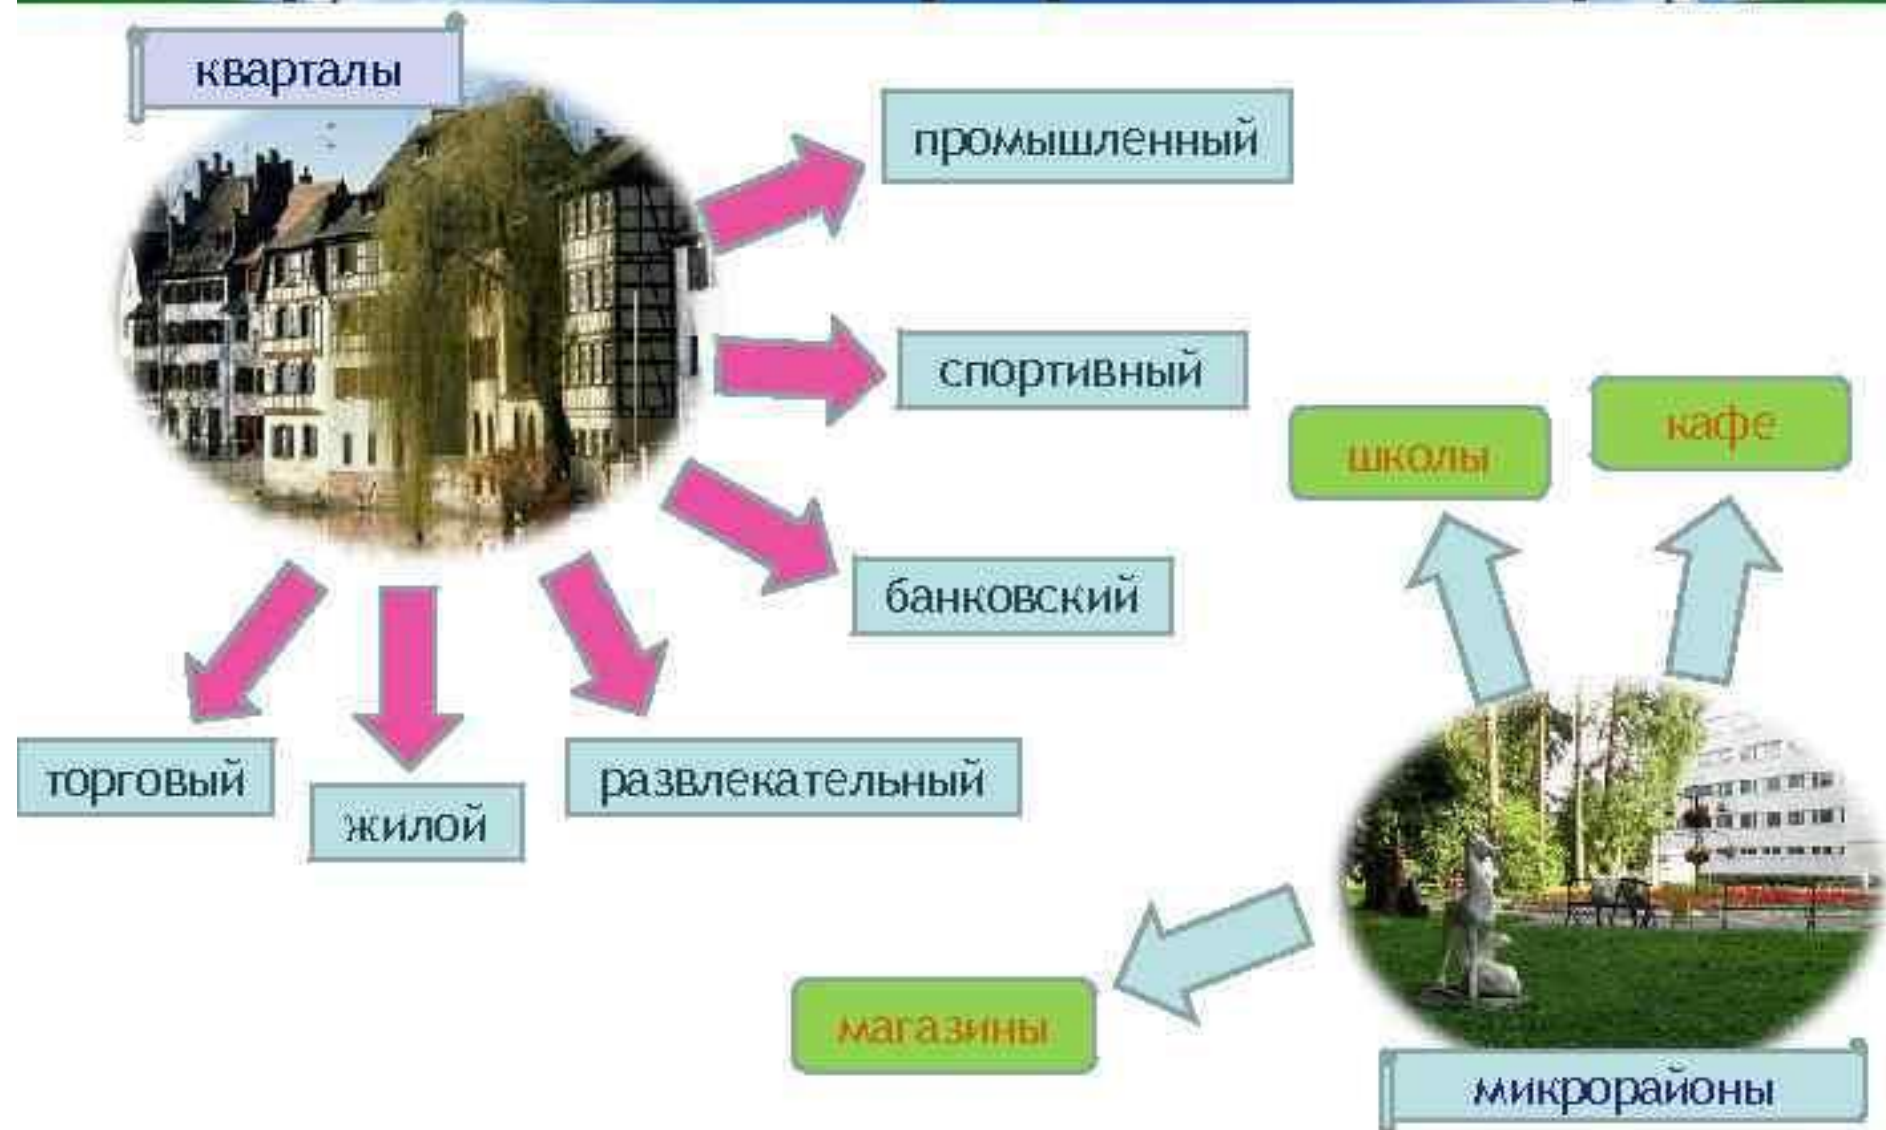 кварталы
промышленный
спортивный
кафе
школы
банковский
торговый
развлекательный
жилой
магазины
микрорайоны